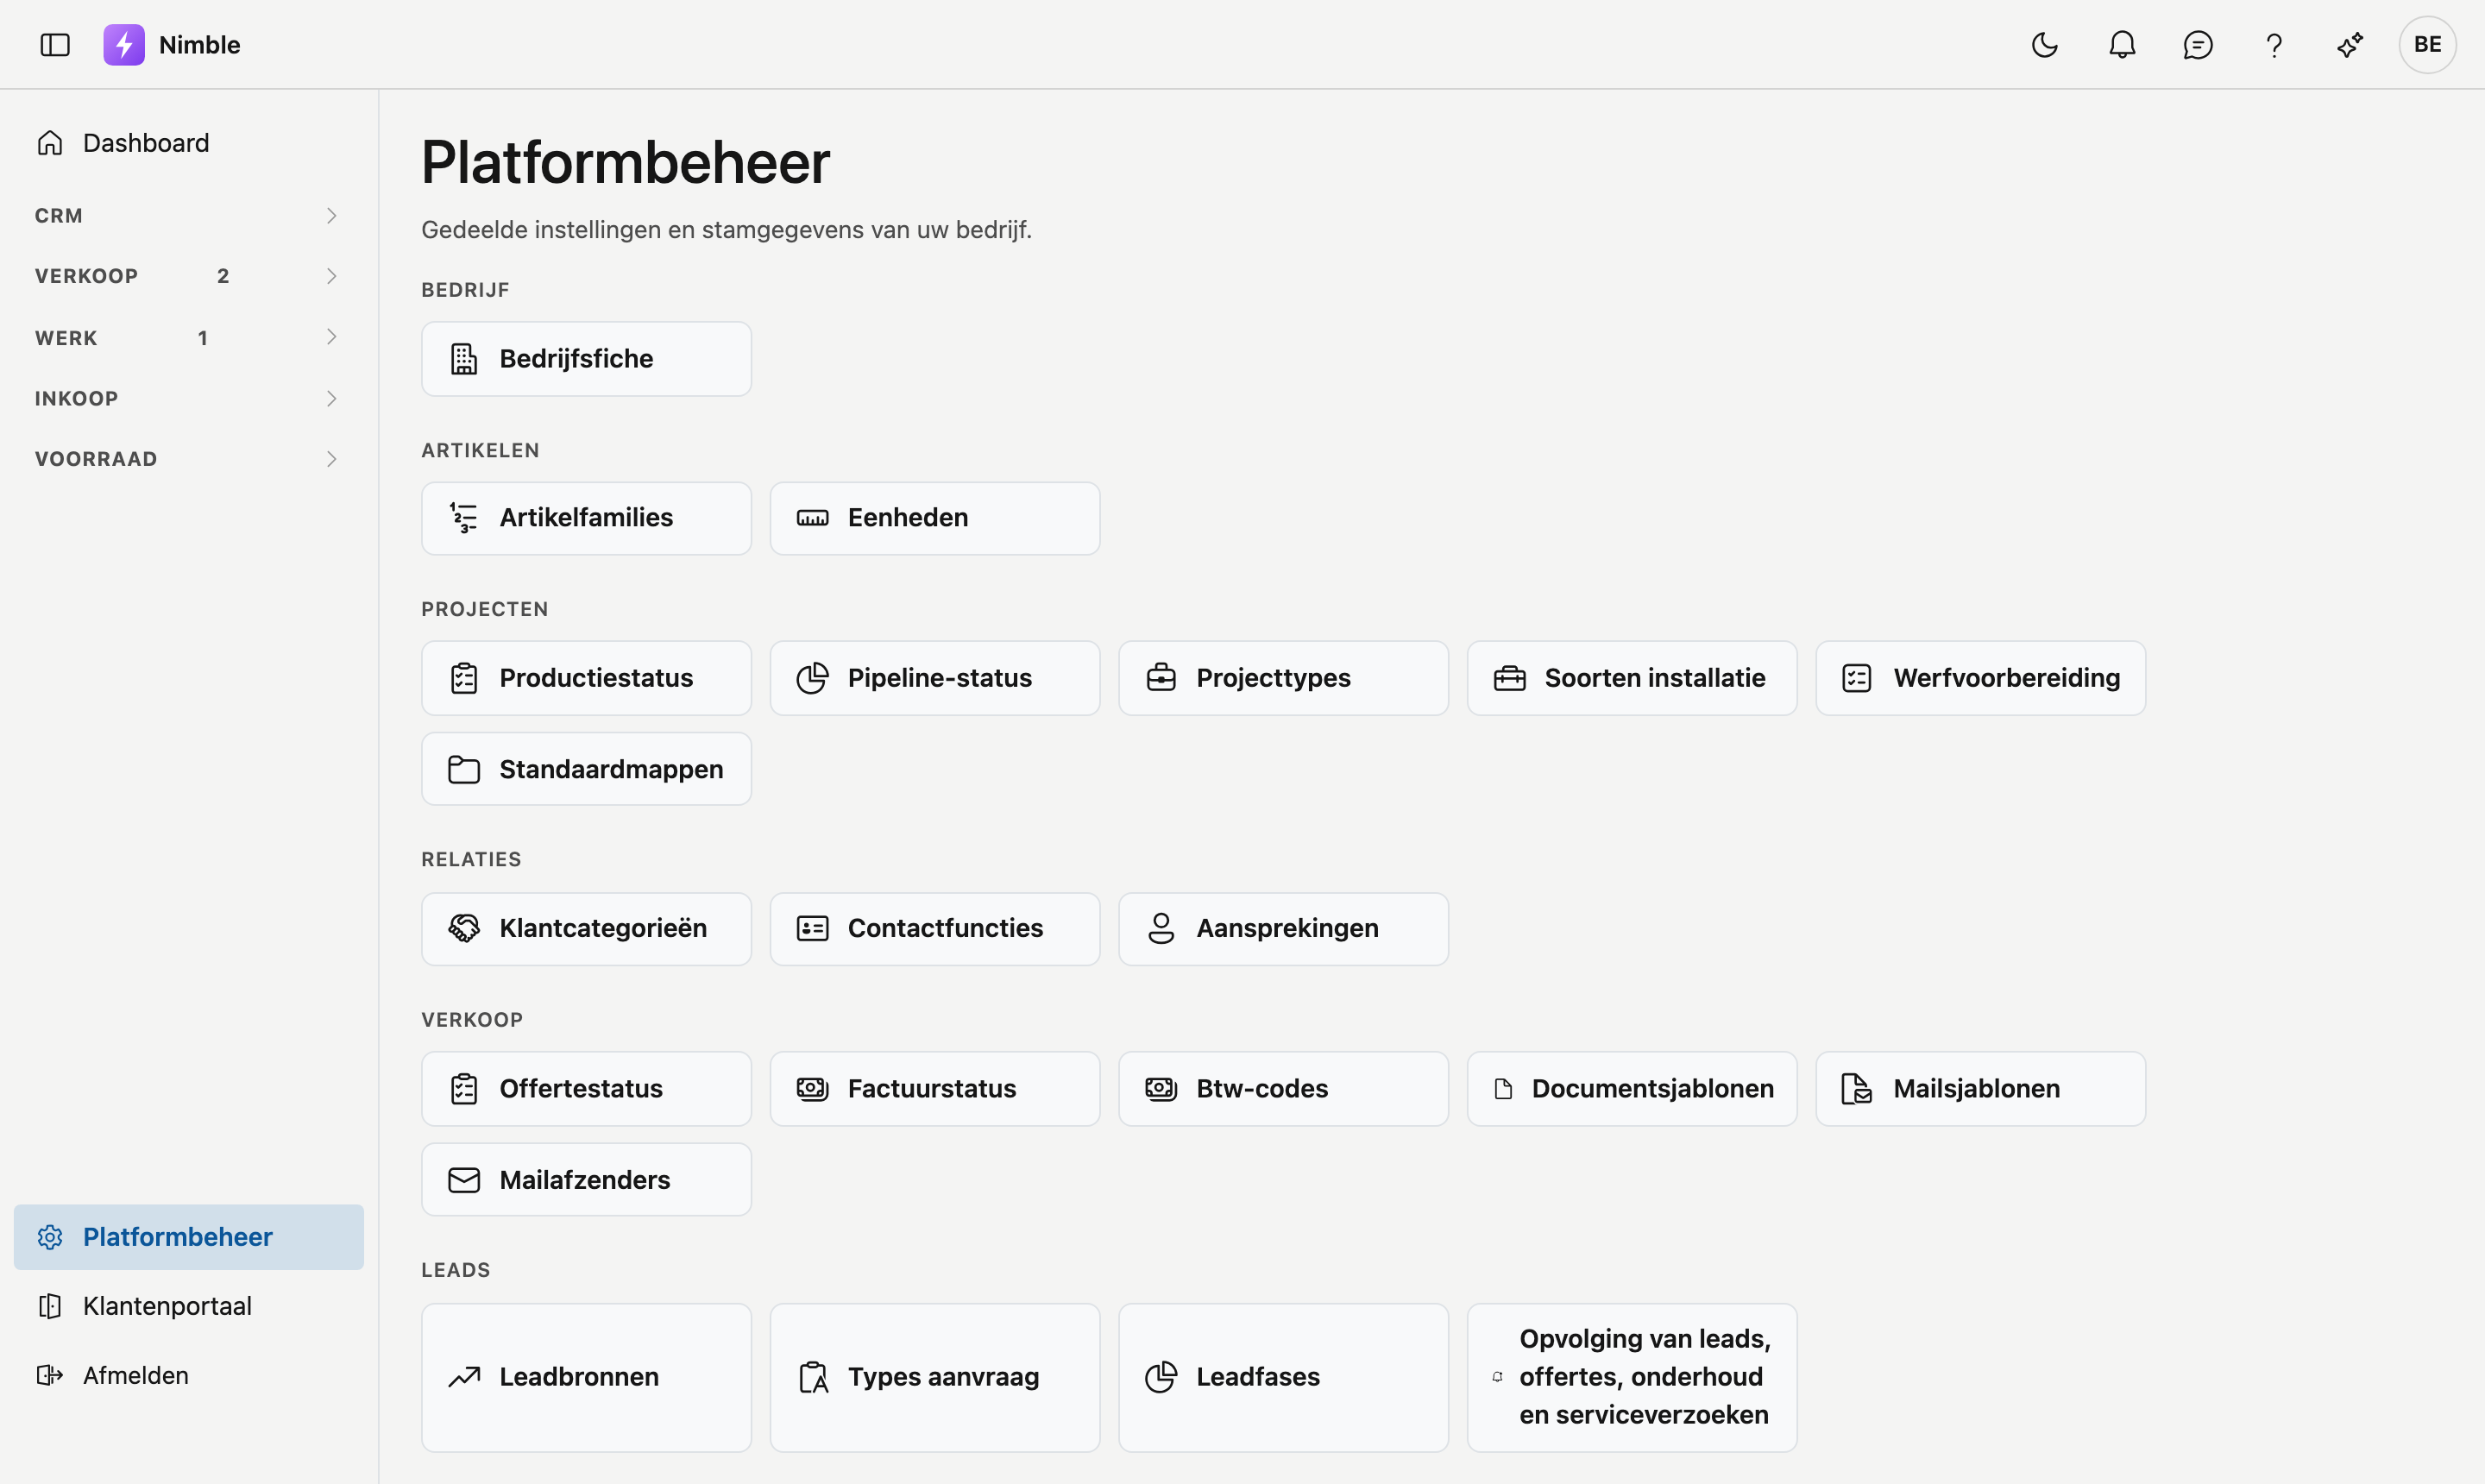 Nimble
BE
Dashboard
CRM
VERKOOP 2
WERK 1
INKOOP
VOORRAAD
Platformbeheer
Klantenportaal
Afmelden
Platformbeheer
Gedeelde instellingen en stamgegevens van uw bedrijf.
BEDRIJF
Bedrijfsfiche
ARTIKELEN
Artikelfamilies
Eenheden
PROJECTEN
Productiestatus
Pipeline-status
Projecttypes
Soorten installatie
Werfvoorbereiding
Standaardmappen
RELATIES
Klantcategorieën
Contactfuncties
Aansprekingen
VERKOOP
Offertestatus
Factuurstatus
Btw-codes
Documentsjablonen
Mailsjablonen
Mailafzenders
LEADS
Leadbronnen
Types aanvraag
Leadfases
Opvolging van leads,
offertes, onderhoud
en serviceverzoeken